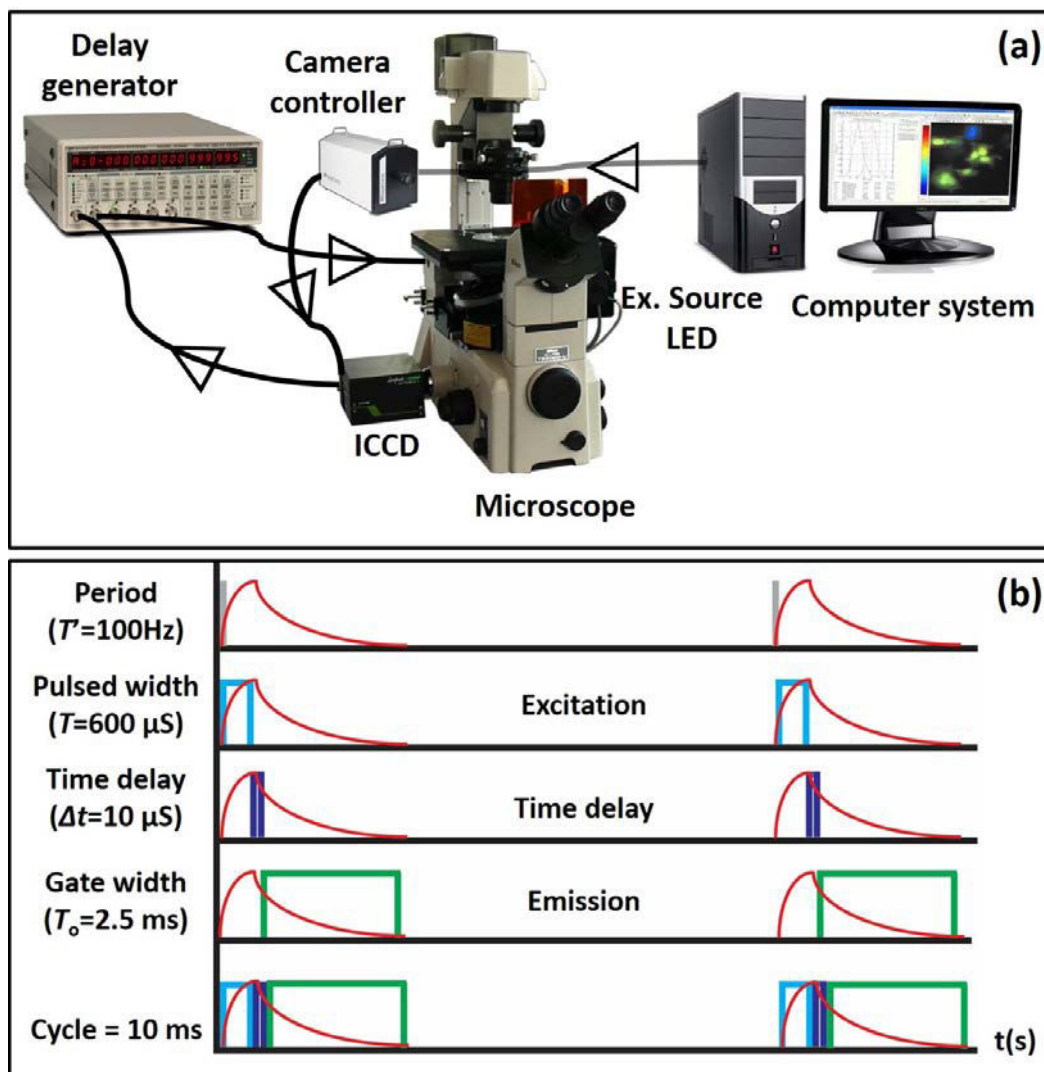 (a)
Delay
generator
Camera
controller
Ex. Source
LED
Computer system
ICCD
Microscope
(b)
Period
(T'=100Hz)
Pulsed width
(T=600 µS)
Excitation
Time delay
(Δt=10 µS)
Time delay
Gate width
(To=2.5 ms)
Emission
Cycle = 10 ms
t(s)